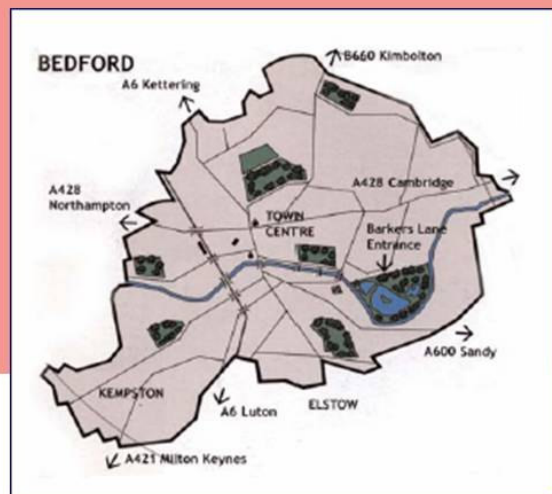 BEDFORD
B660 Kimbolton
A6 Kettering
A428
Northampton
A428 Cambridge
TOWN
CENTRE
Barkers Lane
Entrance
A600 Sandy
KEMPSTON
ELSTOW
A6 Luton
A421 Milton Keynes